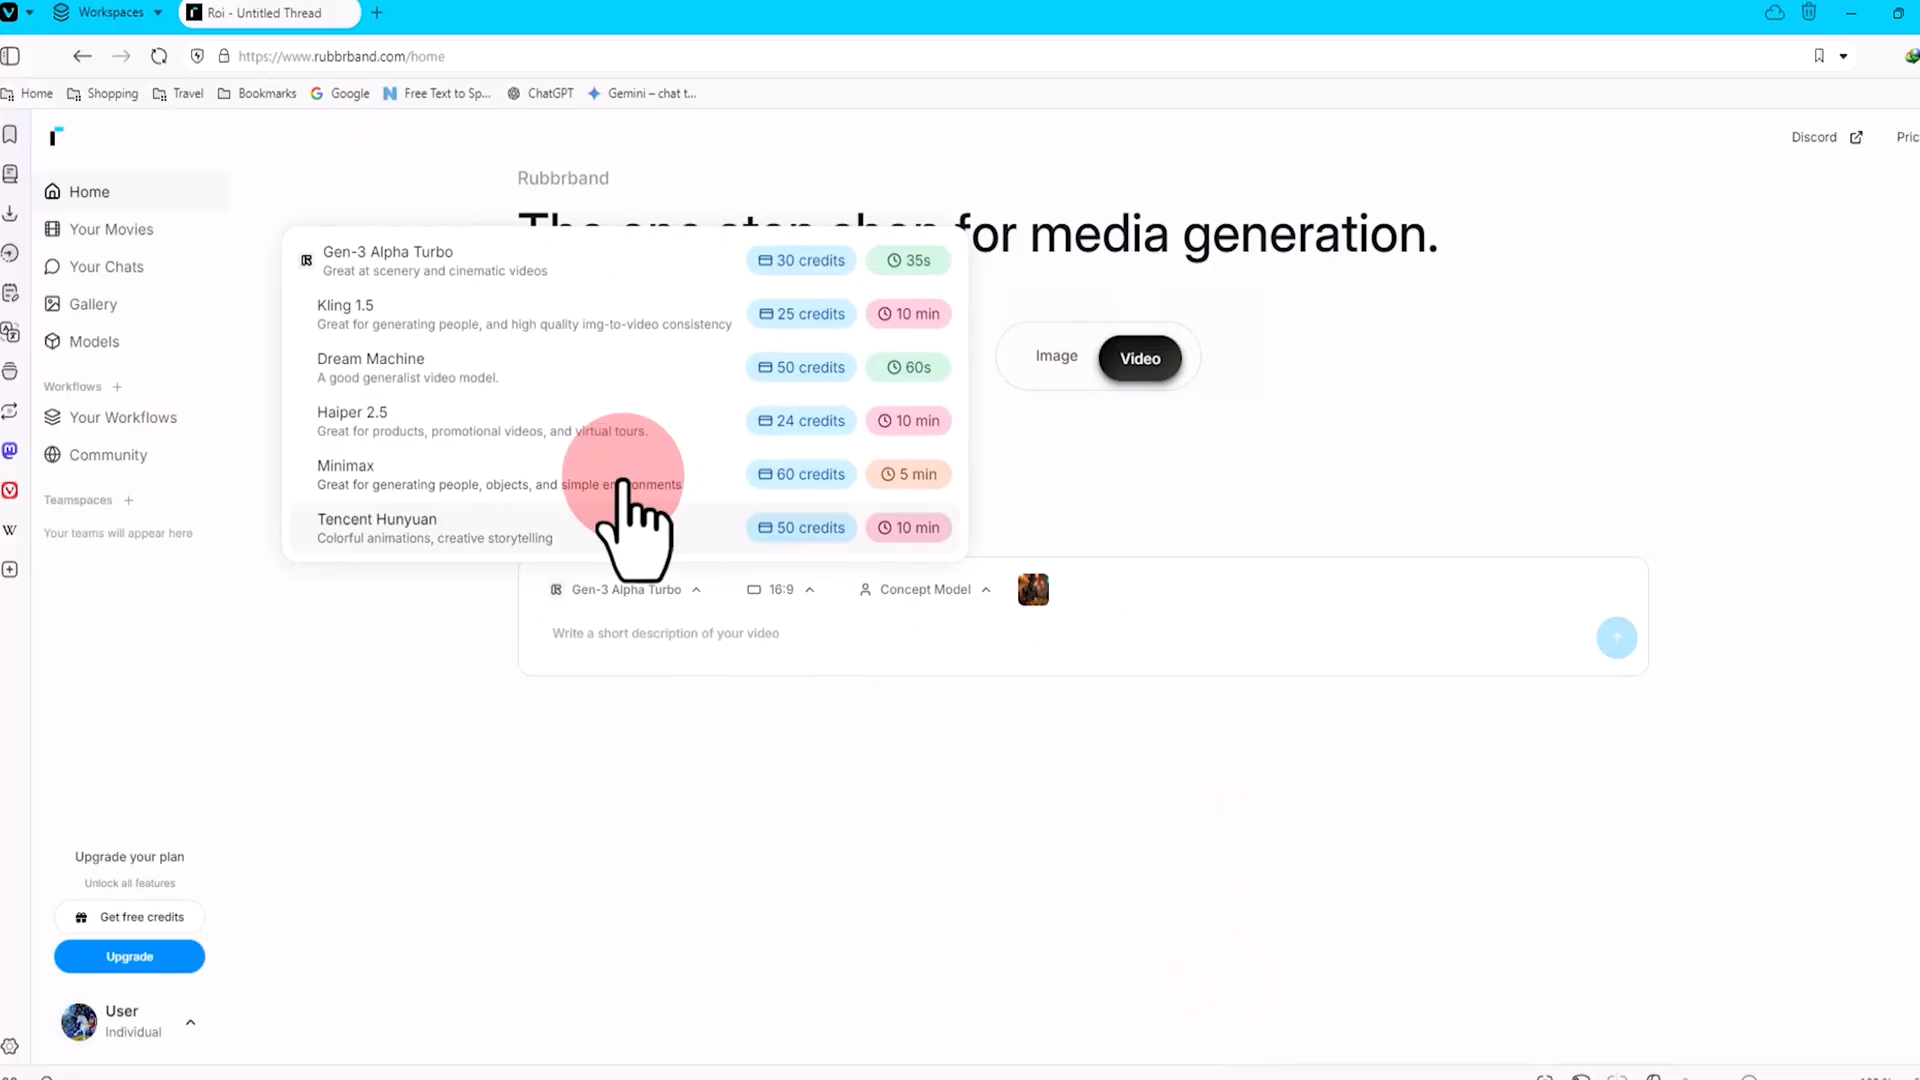 Workspaces
Roi - Untitled Thread
https://www.rubbrband.com/home
Home
Shopping
Travel
Bookmarks
Google
Free Text to Sp...
ChatGPT
Gemini – chat t...
Discord
Pric
Home
Your Movies
Your Chats
Gallery
Models
Workflows
Your Workflows
Community
Teamspaces
Your teams will appear here
Rubbrband
for media generation.
Image
Video
Gen-3 Alpha Turbo
Great at scenery and cinematic videos
30 credits
35s
Kling 1.5
Great for generating people, and high quality img-to-video consistency
25 credits
10 min
Dream Machine
A good generalist video model.
50 credits
60s
Haiper 2.5
Great for products, promotional videos, and virtual tours.
24 credits
10 min
Minimax
Great for generating people, objects, and simple
60 credits
5 min
Tencent Hunyuan
Colorful animations, creative storytelling
50 credits
10 min
Gen-3 Alpha Turbo
16:9
Concept Model
Write a short description of your video
Upgrade your plan
Unlock all features
Get free credits
Upgrade
User
Individual